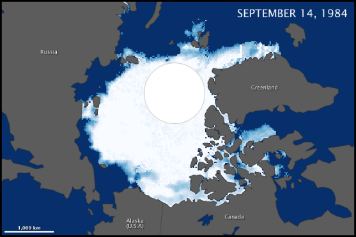 SEPTEMBER 14, 1984
Russia
Greenland
Alaska
(U.S.A)
Canada
1,000 km